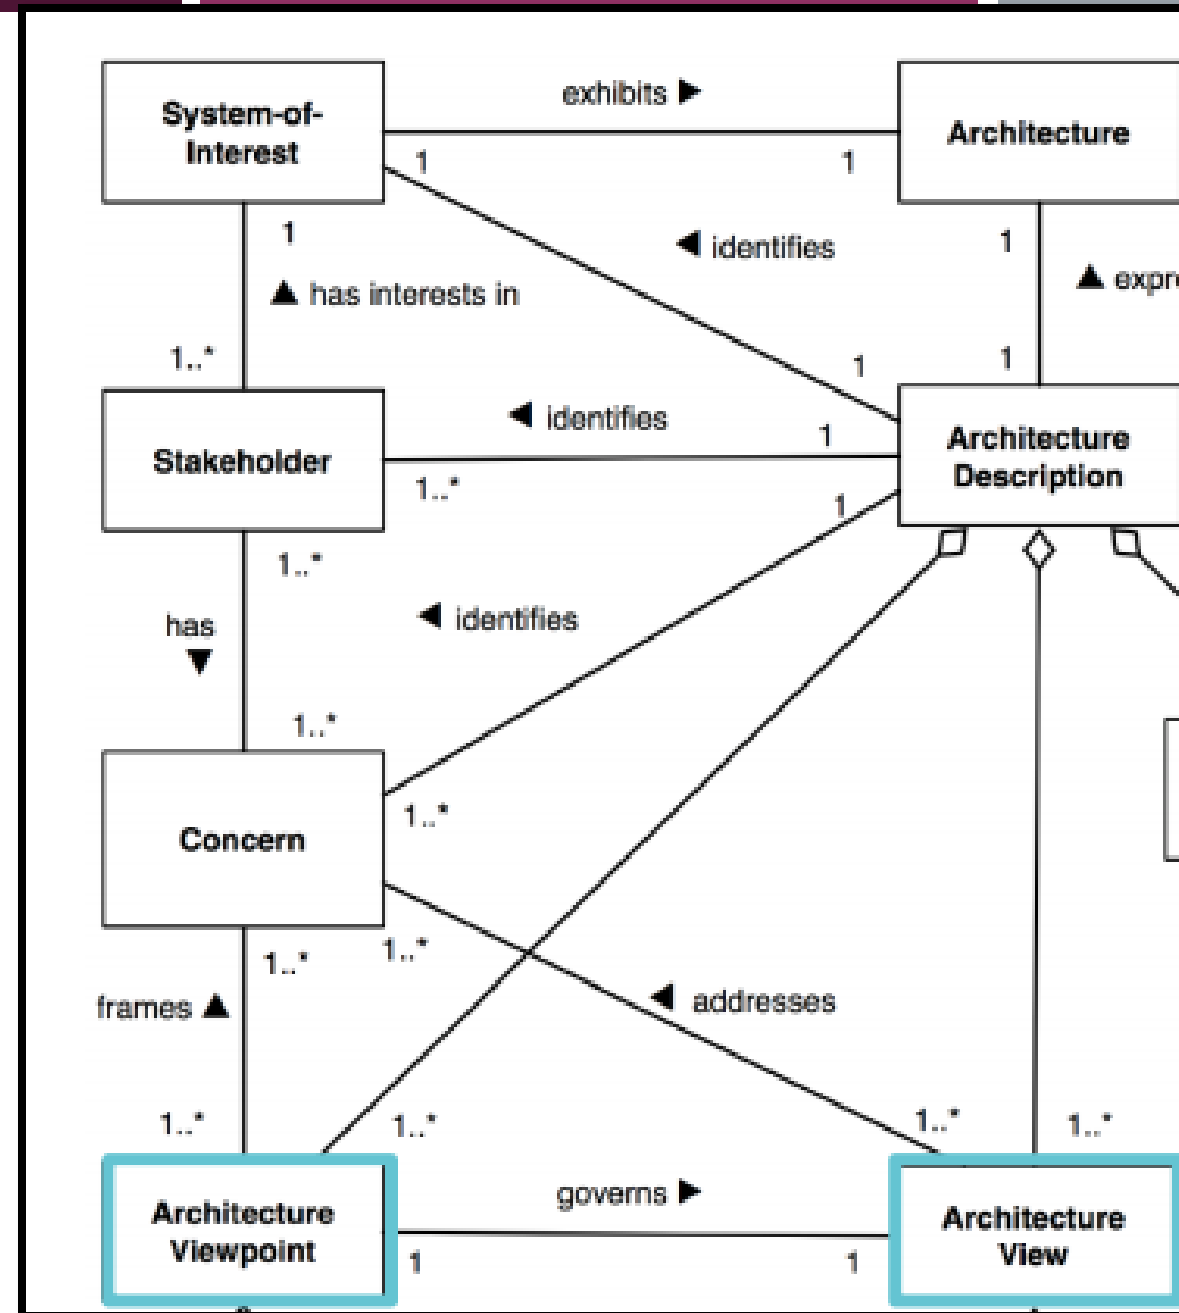 exhibits ►
System-of-
Interest
Architecture
1
1
1
◄ identifies
1
▲ has interests in
▲ expre
1..*
1
1
◄ identifies
1
Stakeholder
Architecture
Description
1..*
1
1..*
◄ identifies
has
▼
1..*
1..*
Concern
1..*
1..*
frames ▲
◄ addresses
1..*
1..*
1..*
1..*
governs ►
Architecture
Viewpoint
Architecture
View
1
1